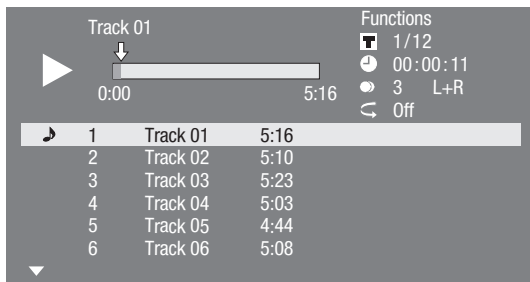 Track 01
0:00 5:16
Functions
T 1/12
00:00:11
3 L+R
Off
1 Track 01 5:16
2 Track 02 5:10
3 Track 03 5:23
4 Track 04 5:03
5 Track 05 4:44
6 Track 06 5:08